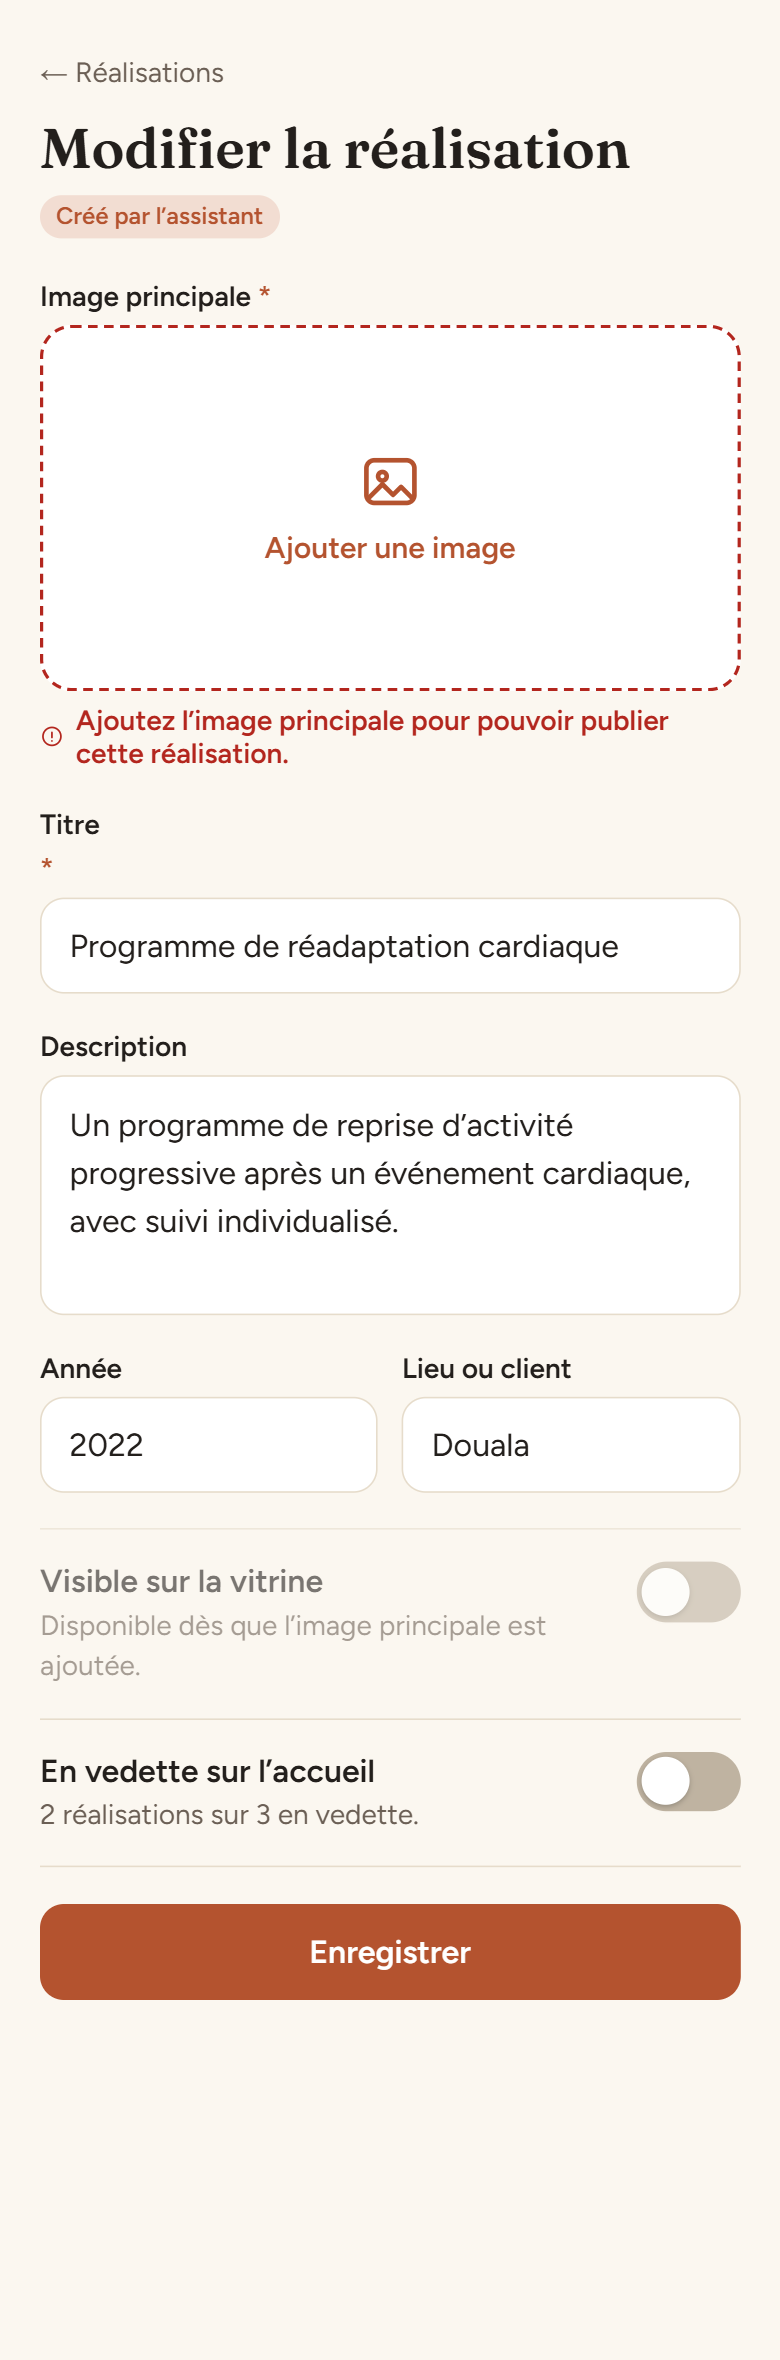 ← Réalisations
Modifier la réalisation
Créé par l’assistant
Image principale *
Ajouter une image
Ajoutez l’image principale pour pouvoir publier
cette réalisation.
Titre
*
Programme de réadaptation cardiaque
Description
Un programme de reprise d’activité
progressive après un événement cardiaque,
avec suivi individualisé.
Année
Lieu ou client
2022
Douala
Visible sur la vitrine
Disponible dès que l’image principale est
ajoutée.
En vedette sur l’accueil
2 réalisations sur 3 en vedette.
Enregistrer